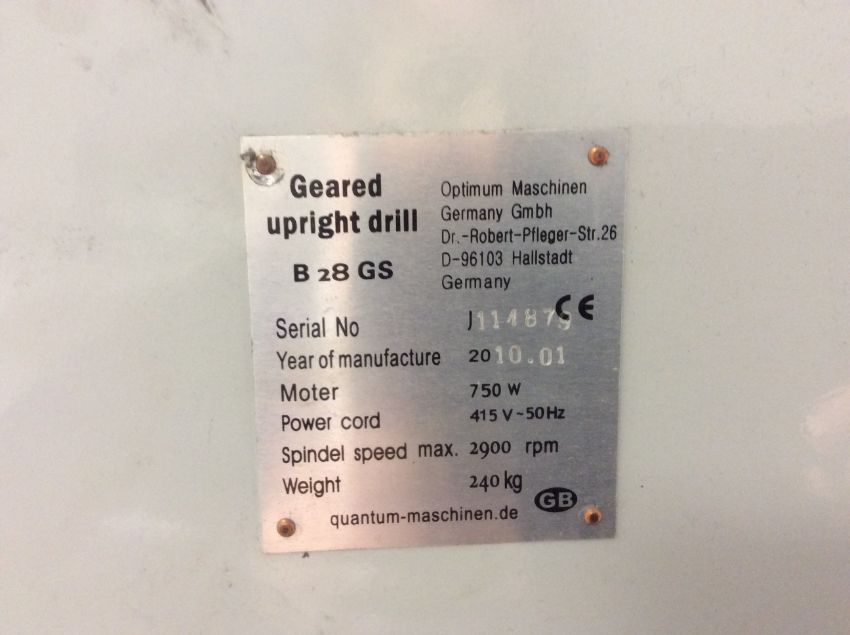 Geared
upright drill
B 28 GS
Optimum Maschinen
Germany Gmbh
Dr.-Robert-Pfleger-Str.26
D-96103 Hallstadt
Germany
CE
Serial No J114879
Year of manufacture 2010.01
Moter 750 W
Power cord 415 V ~50Hz
Spindel speed max. 2900 rpm
Weight 240 kg
GB
quantum-maschinen.de